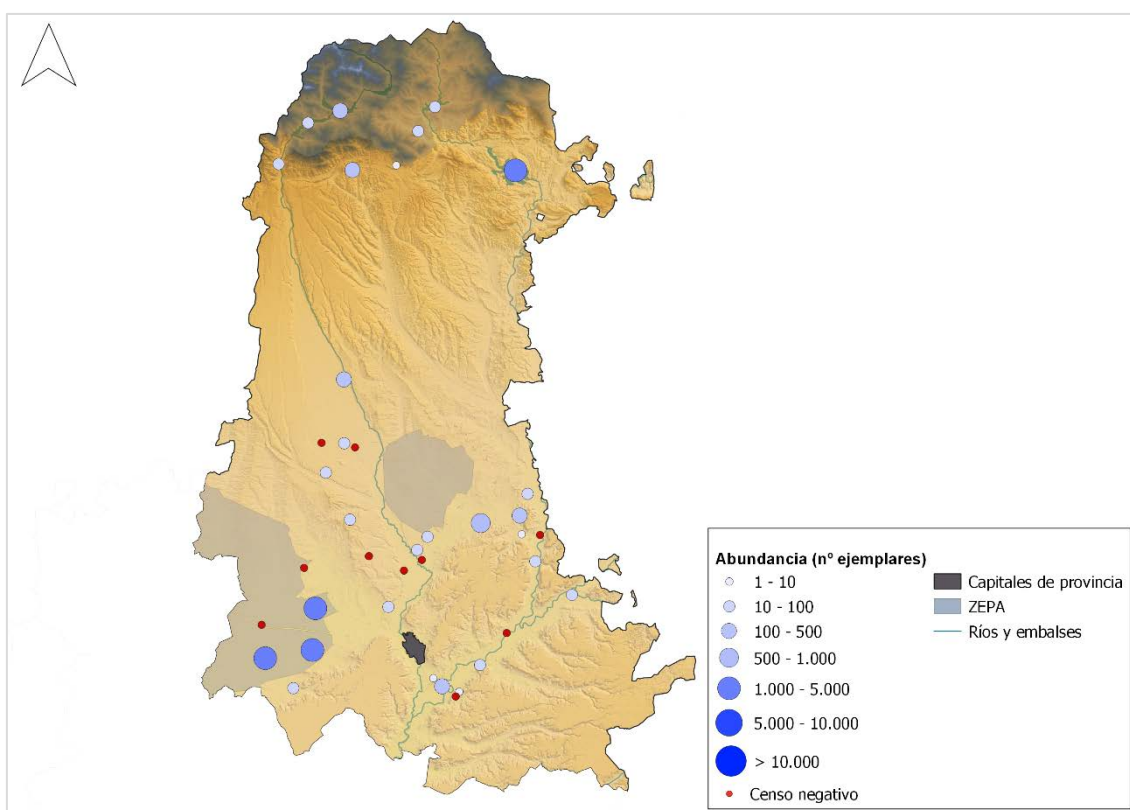 Abundancia (nº ejemplares)
1 - 10
10 - 100
100 - 500
500 - 1.000
1.000 - 5.000
5.000 - 10.000
> 10.000
Censo negativo
Capitales de provincia
ZEPA
Ríos y embalses